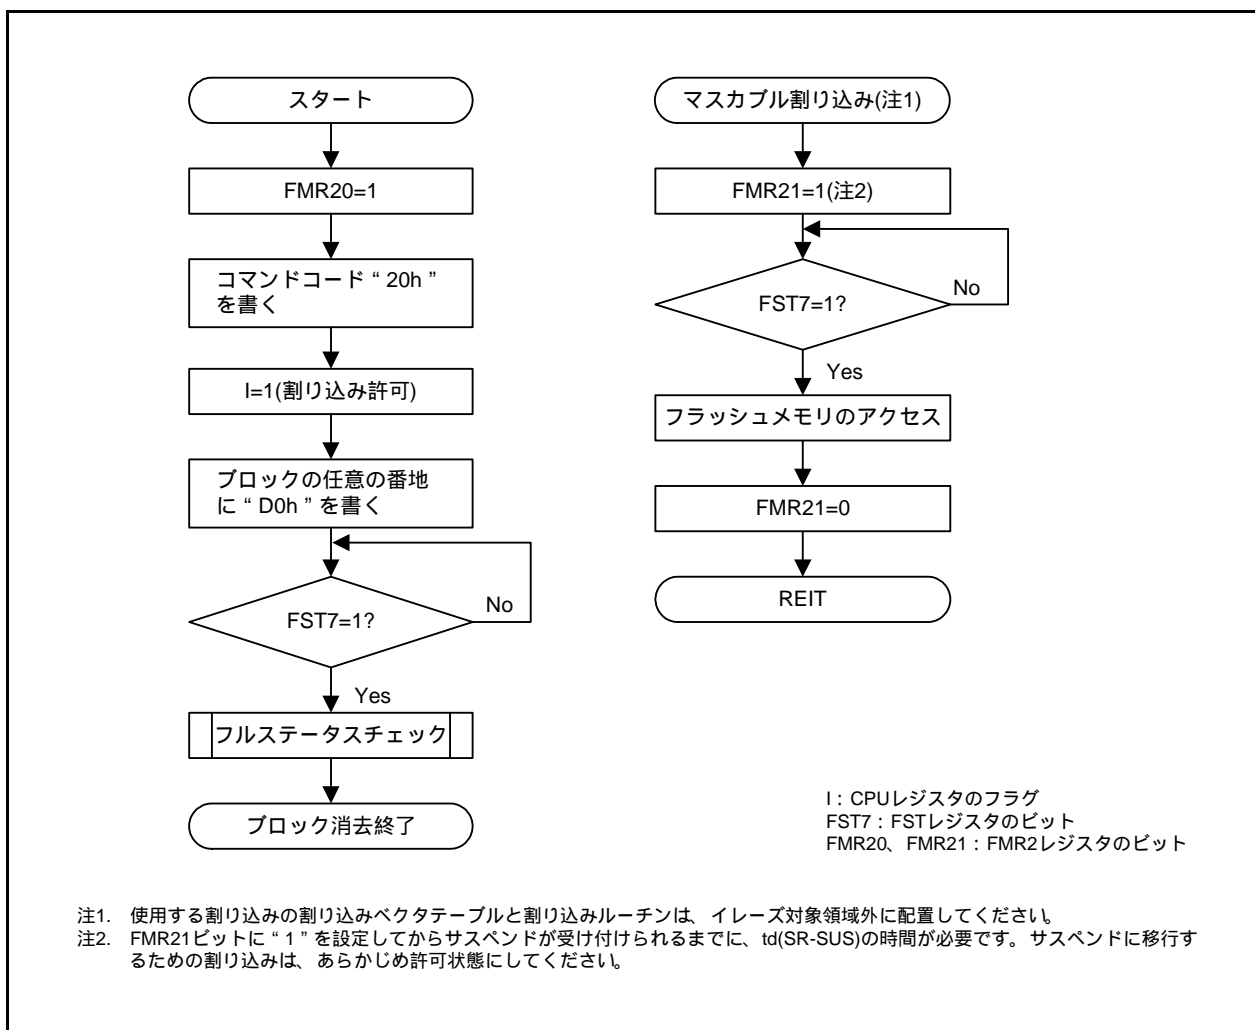 スタート
FMR20=1
コマンドコード“20h”
を書く
I=1(割り込み許可)
ブロックの任意の番地
に“D0h”を書く
FST7=1?
No
Yes
フルステータスチェック
ブロック消去終了
マスカブル割り込み(注1)
FMR21=1(注2)
FST7=1?
No
Yes
フラッシュメモリのアクセス
FMR21=0
REIT
I：CPUレジスタのフラグ
FST7：FSTレジスタのビット
FMR20、FMR21：FMR2レジスタのビット
注1. 使用する割り込みの割り込みベクタテーブルと割り込みルーチンは、イレーズ対象領域外に配置してください。
注2. FMR21ビットに“1”を設定してからサスペンドが受け付けられるまでに、td(SR-SUS)の時間が必要です。サスペンドに移行す
るための割り込みは、あらかじめ許可状態にしてください。